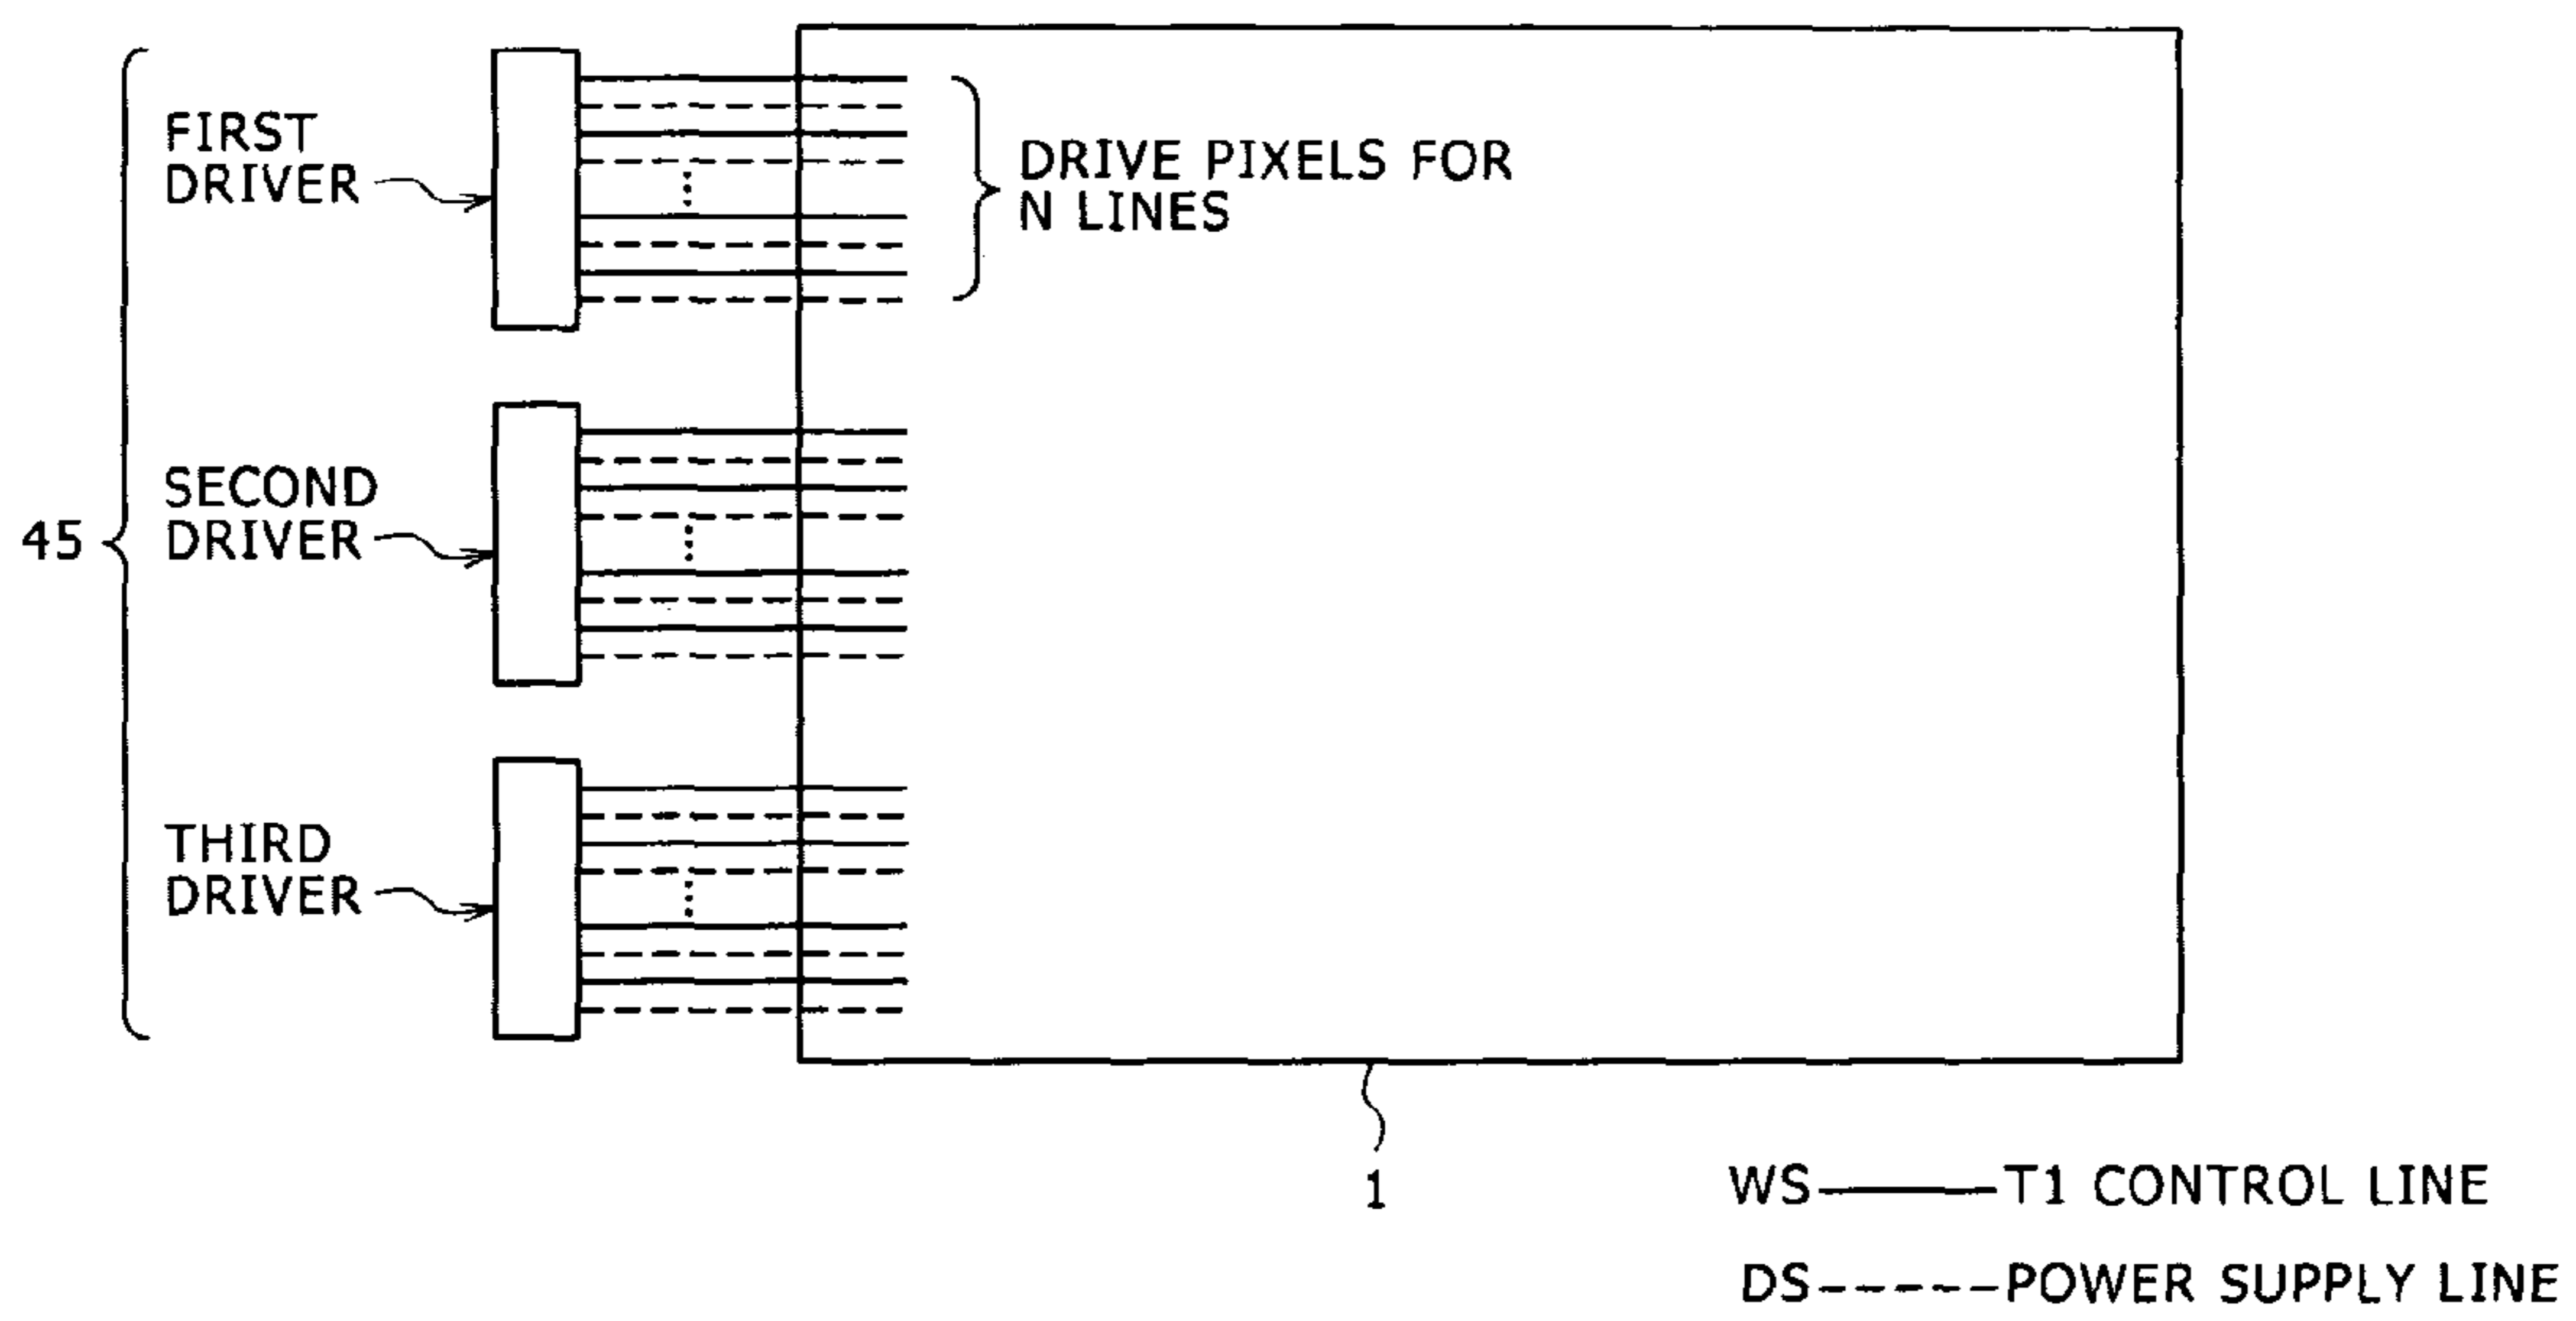 FIRST
DRIVER
DRIVE PIXELS FOR
N LINES
45
SECOND
DRIVER
THIRD
DRIVER
1
WS T1 CONTROL LINE
DS POWER SUPPLY LINE